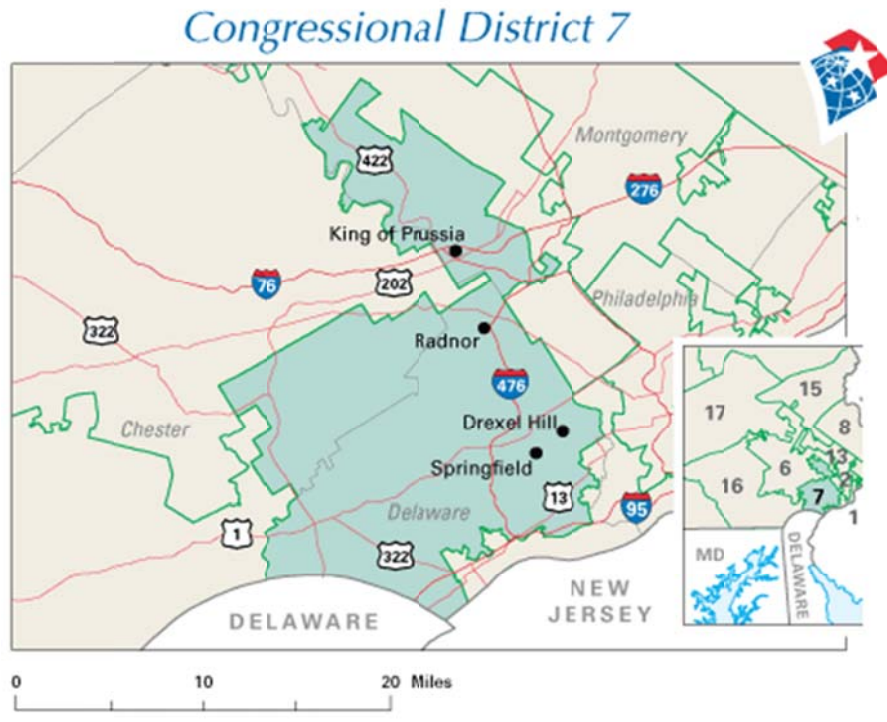 Congressional District 7
Montgomery
422
276
King of Prussia
76
202
Philadelphia
322
Radnor
476
Chester
Drexel Hill
Springfield
13
Delaware
95
1
322
DELAWARE
NEW
JERSEY
15
17
8
13
6
2
16
7
1
MD
DELAWARE
0 10 20 Miles